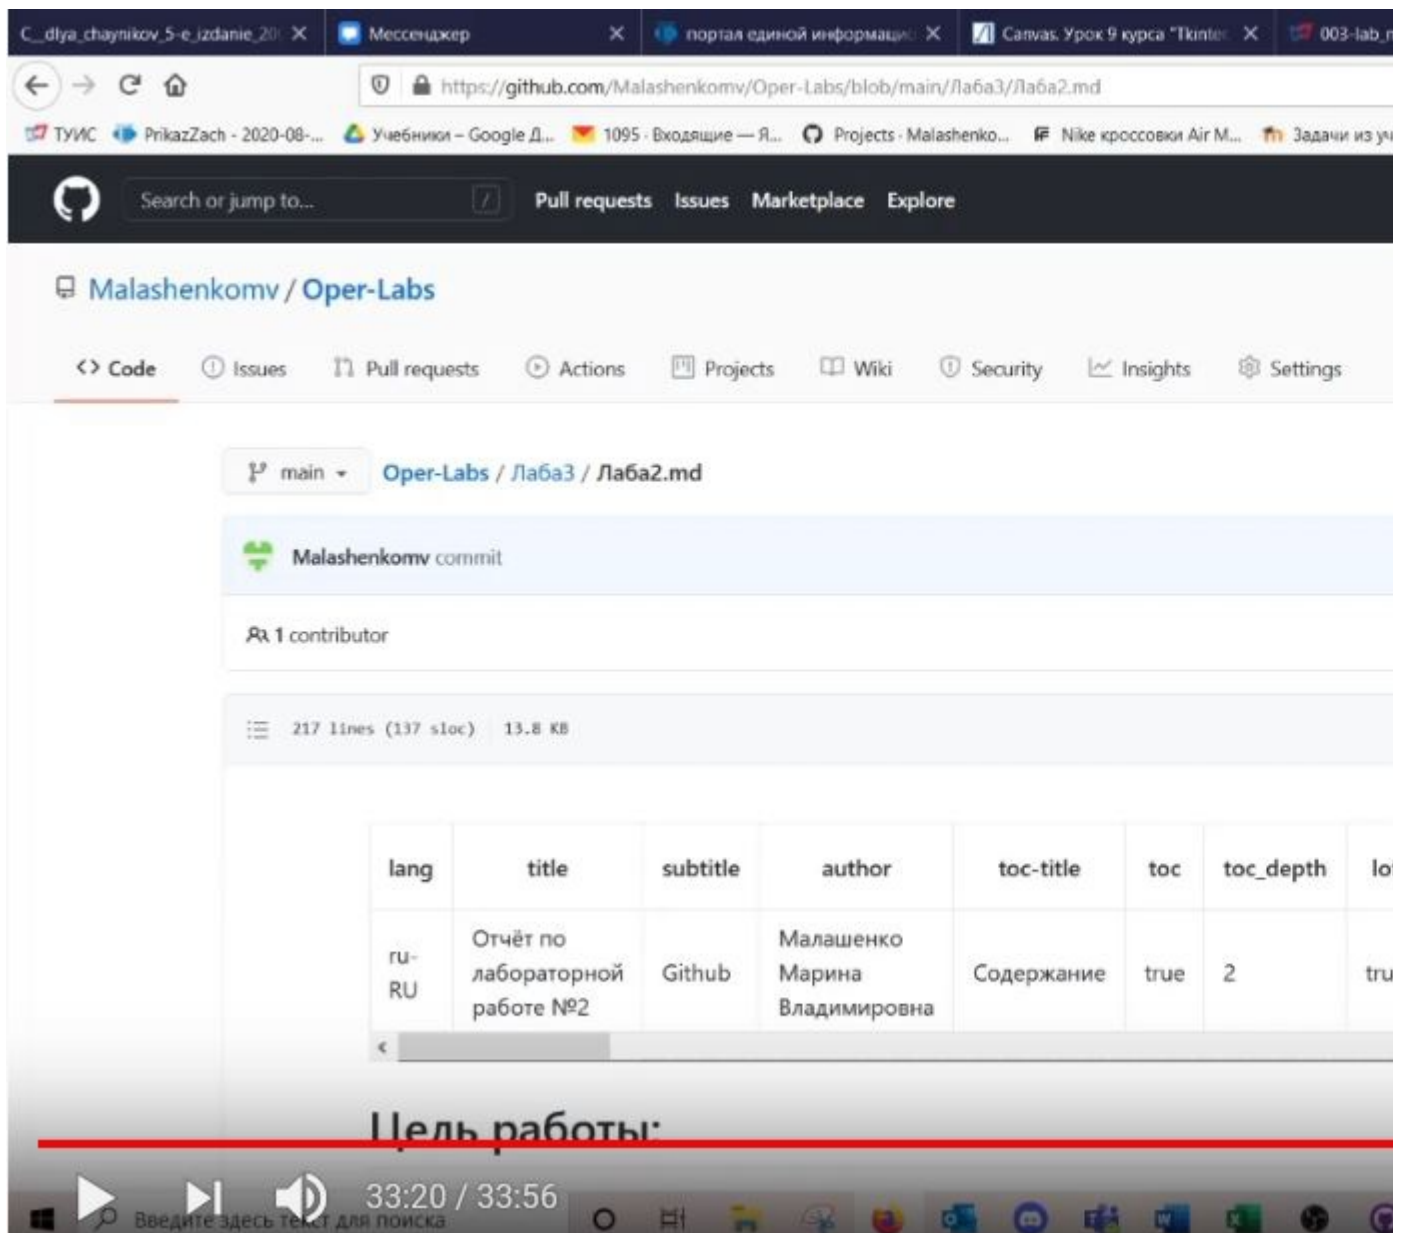 C__dlya_chaynikov_5-e_izdanie_20 Мессенджер портал единой информацио Canvas. Урок 9 курса "Tkinter 003-lab_
https://github.com/Malashenkomv/Oper-Labs/blob/main/Лаба3/Лаба2.md
ТУИС PrikazZach - 2020-08-... Учебники – Google Д... 1095 · Входящие — Я... Projects · Malashenko... Nike кроссовки Air M... Задачи из
Search or jump to... / Pull requests Issues Marketplace Explore
Malashenkomv / Oper-Labs
<> Code Issues Pull requests Actions Projects Wiki Security Insights Settings
main Oper-Labs / Лаба3 / Лаба2.md
Malashenkomv commit
1 contributor
217 lines (137 sloc) 13.8 KB
lang title subtitle author toc-title toc toc_depth
ru-RU Отчёт по лабораторной работе №2 Github Малашенко Марина Владимировна Содержание true 2
Цель работы:
33:20 / 33:56
Введите здесь текст для поиска